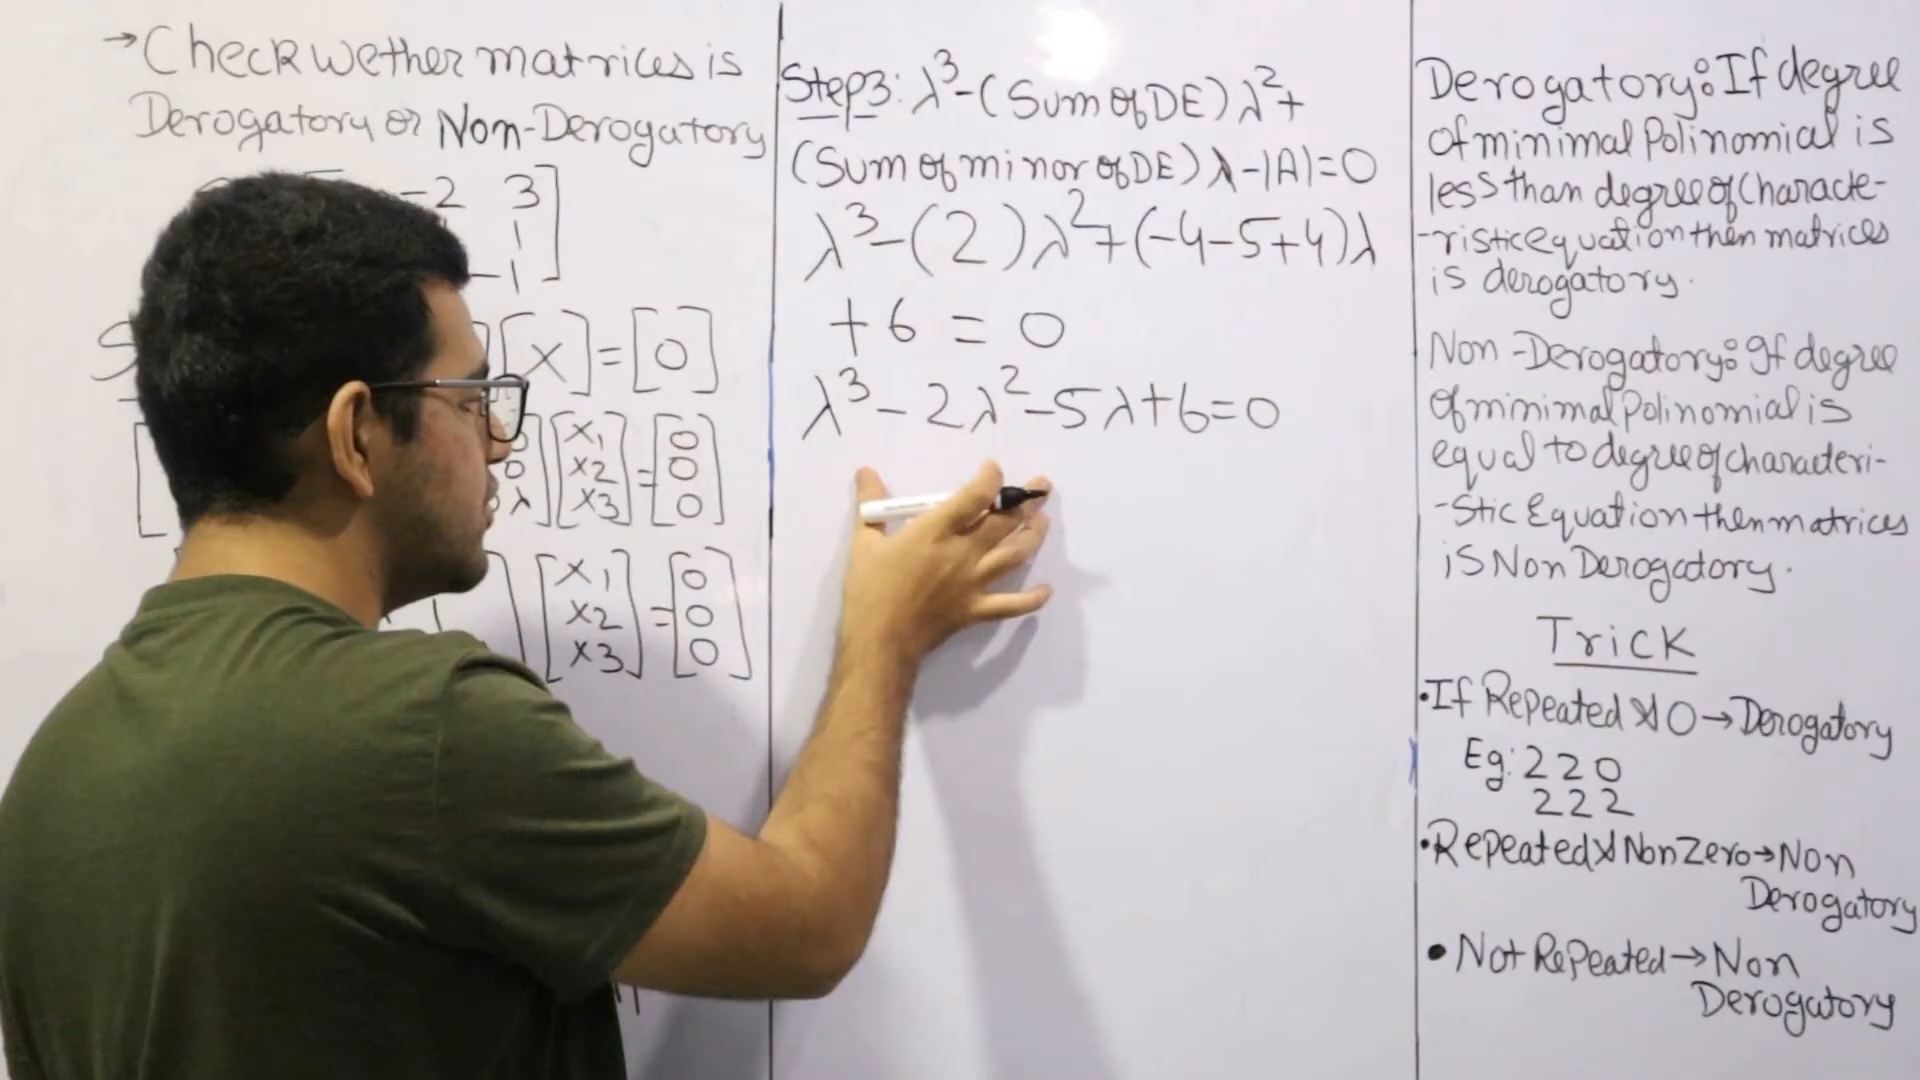 →Check wether matrices is
Derogatory or Non-Derogatory
-2 3
1
-1
[X]=[0]
0 [x1 [0
0 x2 = 0
λ] x3] 0]
[x1 [0
x2 = 0
x3] 0]
Step3: λ³-(Sum of DE)λ²+
(Sum of minor of DE)λ-|A|=0
λ³-(2)λ²+(-4-5+4)λ
+6 = 0
λ³-2λ²-5λ+6=0
Derogatory: If degree
of minimal Polinomial is
less than degree of Characte-
-ristic equation then matrices
is derogatory.
Non-Derogatory: If degree
of minimal Polinomial is
equal to degree of characteri-
-stic Equation then matrices
is Non Derogatory.
Trick
•If Repeated & 0→Derogatory
Eg: 2 2 0
2 2 2
•Repeated & Non Zero→Non
Derogatory
•Not Repeated→Non
Derogatory